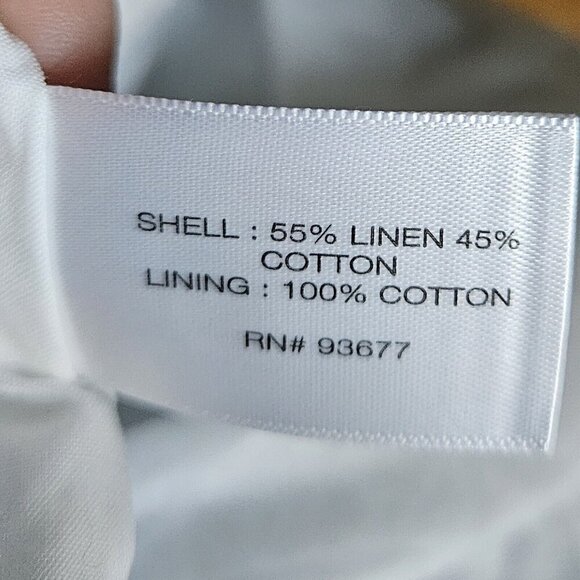 SHELL : 55% LINEN 45%
COTTON
LINING : 100% COTTON
RN# 93677